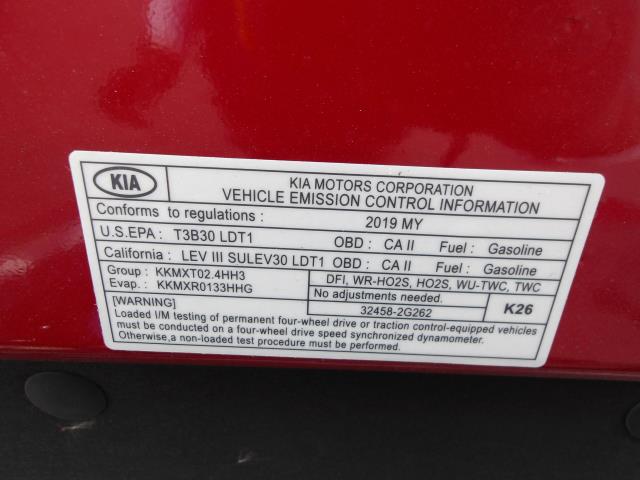 KIA
KIA MOTORS CORPORATION
VEHICLE EMISSION CONTROL INFORMATION
Conforms to regulations : 2019 MY
U.S.EPA : T3B30 LDT1 OBD : CA II Fuel : Gasoline
California : LEV III SULEV30 LDT1 OBD : CA II Fuel : Gasoline
Group : KKMXT02.4HH3
Evap. : KKMXR0133HHG
DFI, WR-HO2S, HO2S, WU-TWC, TWC
No adjustments needed.
32458-2G262
K26
[WARNING]
Loaded I/M testing of permanent four-wheel drive or traction control-equipped vehicles
must be conducted on a four-wheel drive speed synchronized dynamometer.
Otherwise,a non-loaded test procedure must be performed.